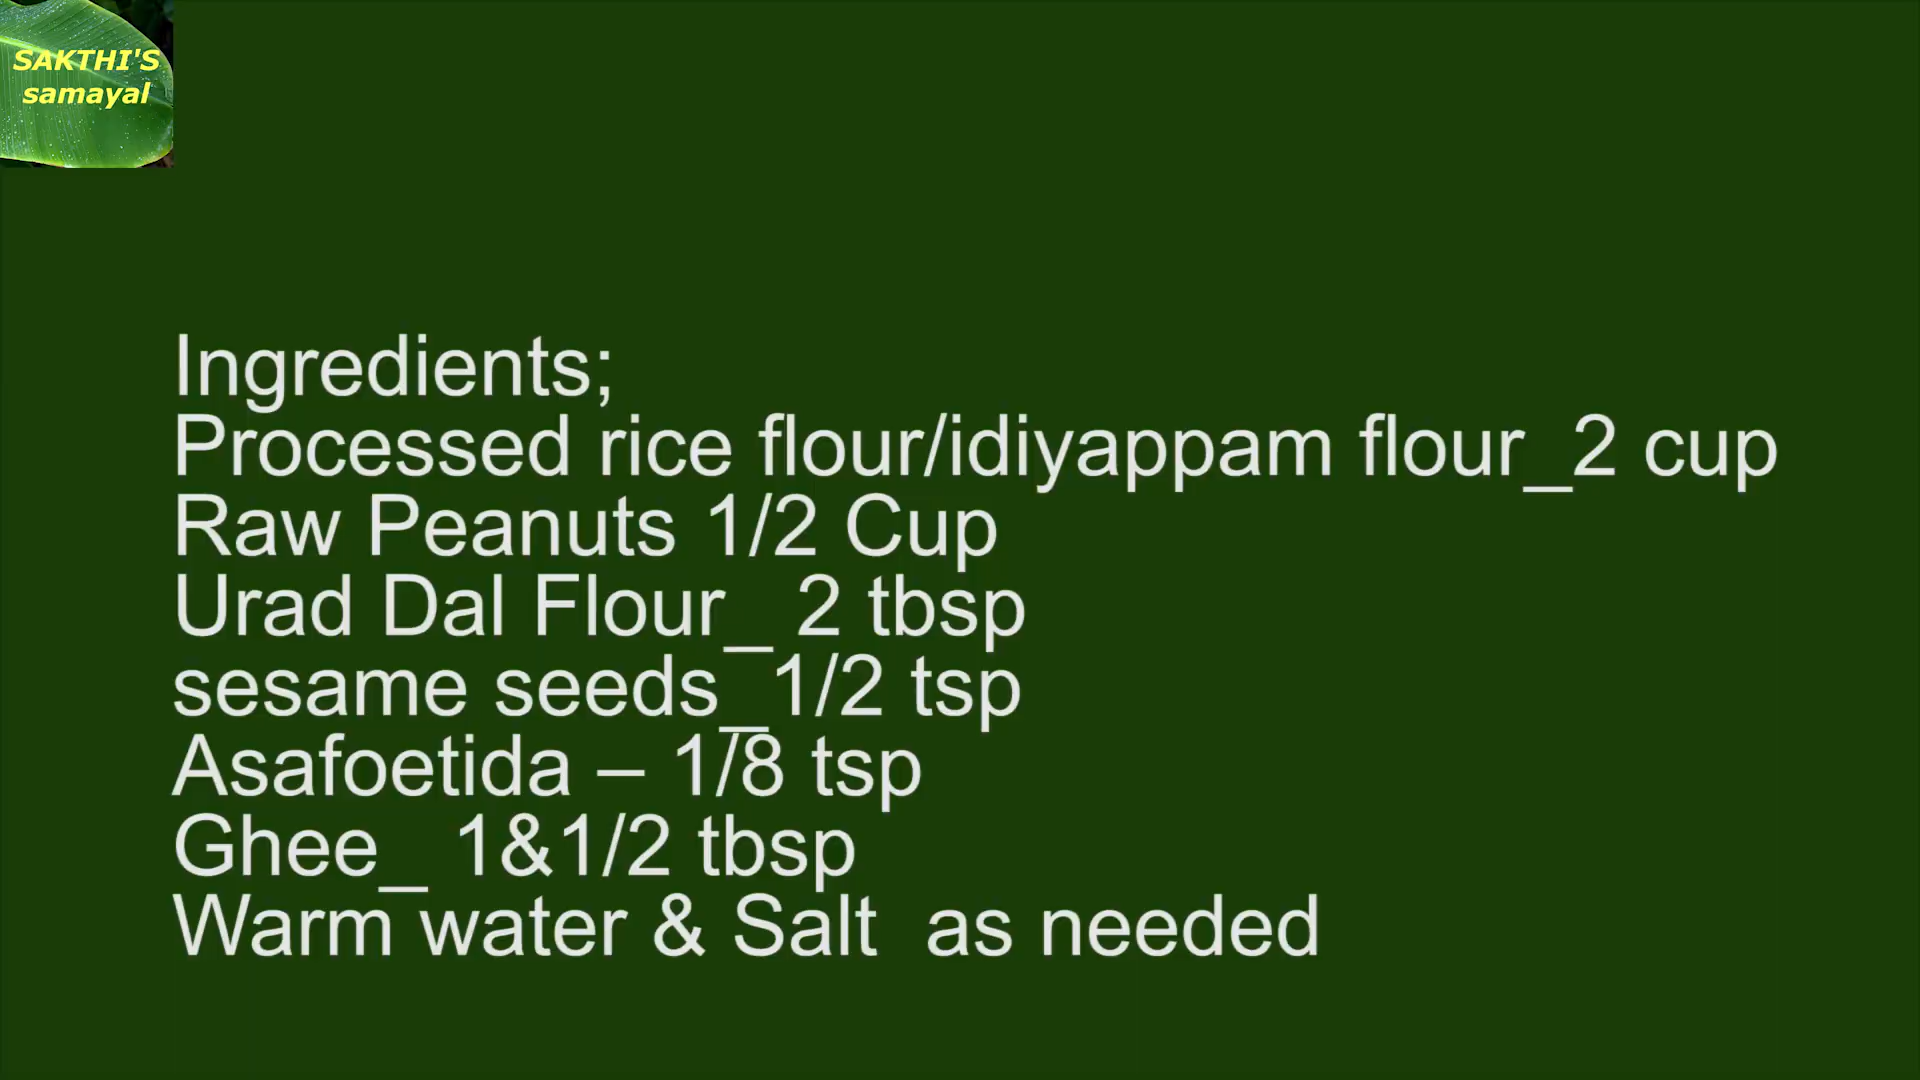 SAKTHI'S
samayal
Ingredients;
Processed rice flour/idiyappam flour_2 cup
Raw Peanuts 1/2 Cup
Urad Dal Flour_ 2 tbsp
sesame seeds_1/2 tsp
Asafoetida – 1/8 tsp
Ghee_ 1&1/2 tbsp
Warm water & Salt  as needed